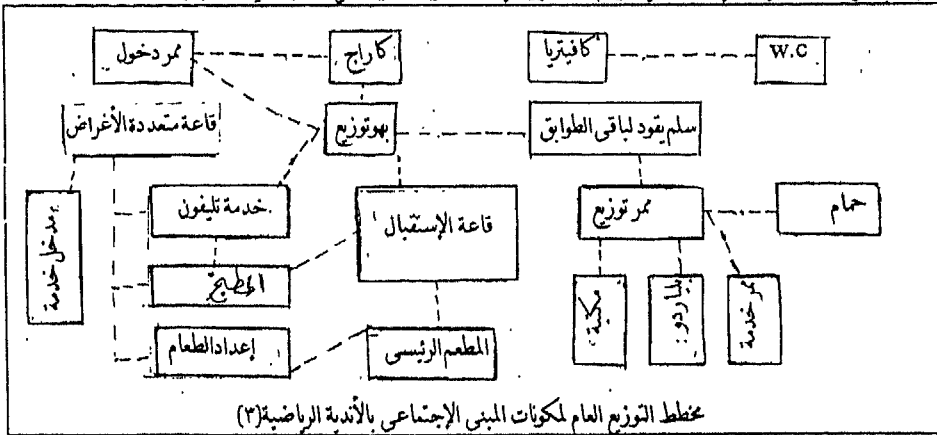 ممر دخول
كاراج
كافيتريا
W.C
قاعة متعددة الأغراض
بهو توزيع
سلم يقود لباقى الطوابق
مدخل خدمة
خدمة تليفون
قاعة الإستقبال
ممر توزيع
حمام
المطبخ
مكتبة
بلياردو
ممر خدمة
إعداد الطعام
المطعم الرئيسى
مخطط التوزيع العام لمكونات المبنى الإجتماعي بالأندية الرياضية (٣)